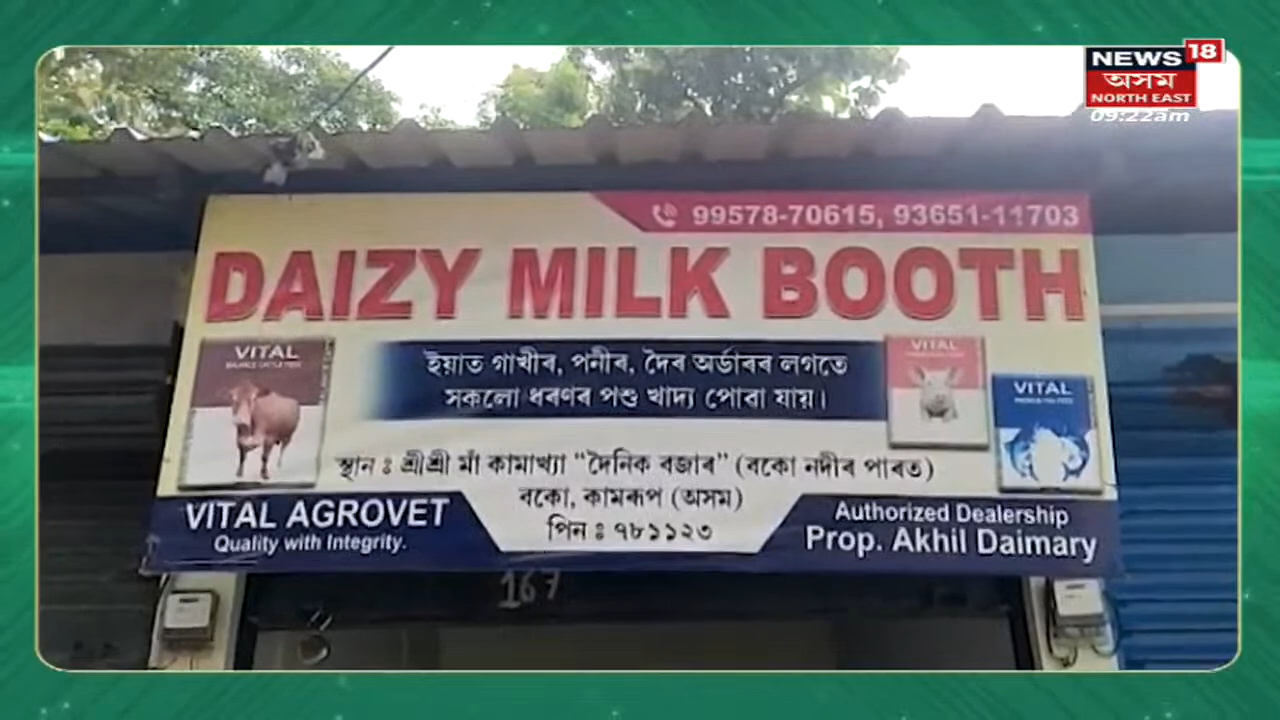 NEWS 18
অসম
NORTH EAST
09:22am
99578-70615, 93651-11703
DAIZY MILK BOOTH
VITAL
ইয়াত গাখীৰ, পনীৰ, দৈৰ অৰ্ডাৰৰ লগতে
সকলো ধৰণৰ পশু খাদ্য পোৱা যায়।
VITAL
VITAL
স্থান ঃ শ্ৰীশ্ৰী মাঁ কামাখ্যা “দৈনিক বজাৰ” (বকো নদীৰ পাৰত)
বকো, কামৰূপ (অসম)
পিন ঃ ৭৮১১২৩
VITAL AGROVET
Quality with Integrity.
Authorized Dealership
Prop. Akhil Daimary
167